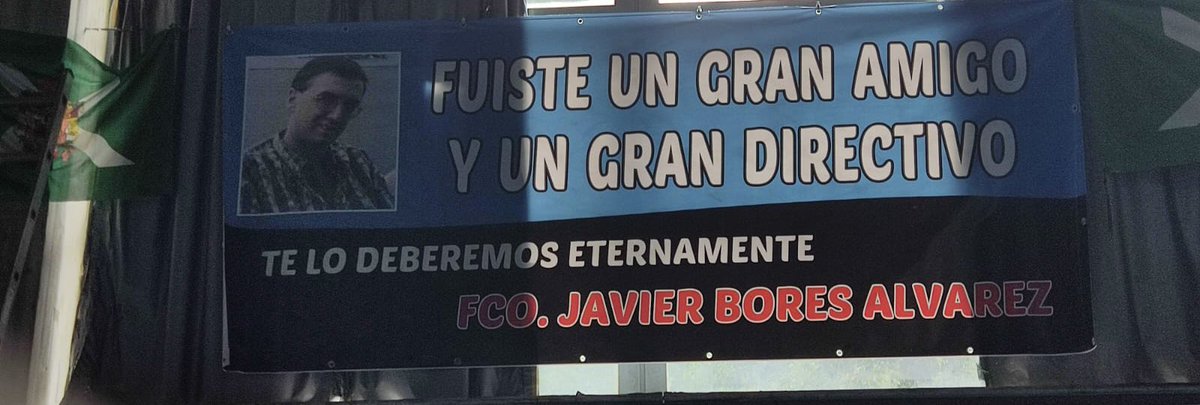 FUISTE UN GRAN AMIGO
Y UN GRAN DIRECTIVO
TE LO DEBEREMOS ETERNAMENTE
FCO. JAVIER BORES ALVAREZ